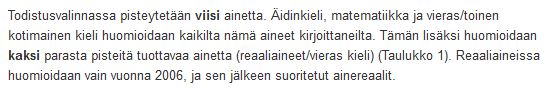 Todistusvalinnassa pisteytetään viisi ainetta. Äidinkieli, matematiikka ja vieras/toinen
kotimainen kieli huomioidaan kaikilta nämä aineet kirjoittaneilta. Tämän lisäksi huomioidaan
kaksi parasta pisteitä tuottavaa ainetta (reaaliaineet/vieras kieli) (Taulukko 1). Reaaliaineissa
huomioidaan vain vuonna 2006, ja sen jälkeen suoritetut ainereaalit.